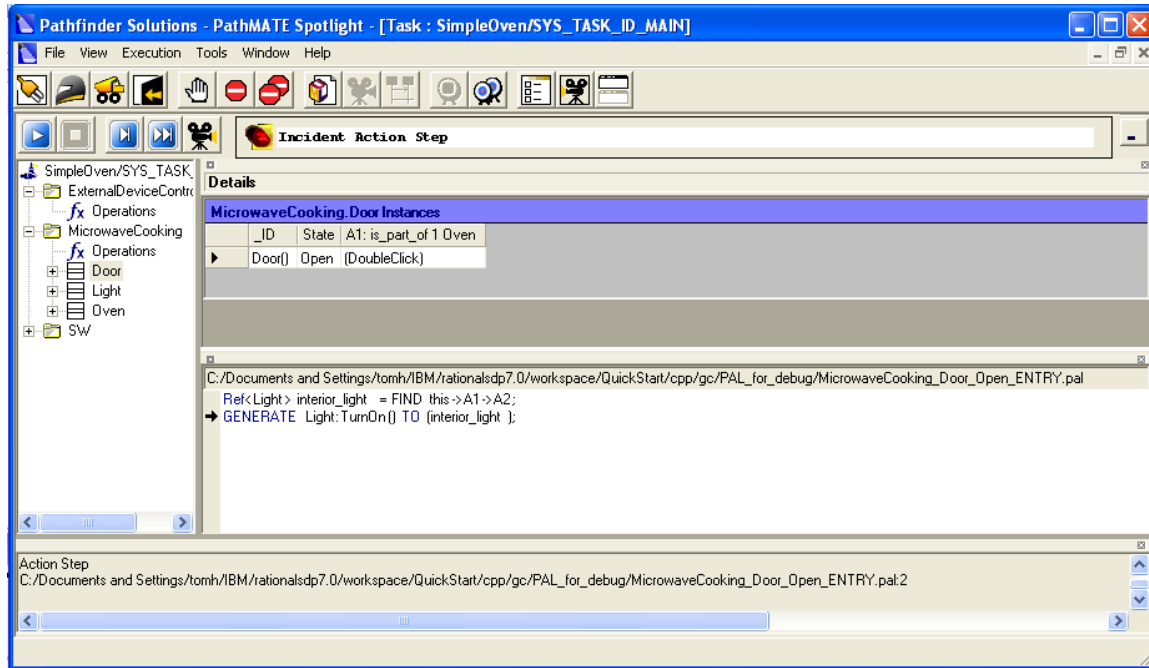 Pathfinder Solutions - PathMATE Spotlight - [Task : SimpleOven/SYS_TASK_ID_MAIN]
File View Execution Tools Window Help
Incident Action Step
SimpleOven/SYS_TASK_
ExternalDeviceContro
fx Operations
MicrowaveCooking
fx Operations
Door
Light
Oven
SW
Details
MicrowaveCooking.Door Instances
_ID State A1: is_part_of 1 Oven
Door() Open (DoubleClick)
C:/Documents and Settings/tomh/IBM/rationalsdp7.0/workspace/QuickStart/cpp/gc/PAL_for_debug/MicrowaveCooking_Door_Open_ENTRY.pal
Ref<Light> interior_light = FIND this->A1->A2;
GENERATE Light:TurnOn() TO (interior_light );
Action Step
C:/Documents and Settings/tomh/IBM/rationalsdp7.0/workspace/QuickStart/cpp/gc/PAL_for_debug/MicrowaveCooking_Door_Open_ENTRY.pal:2